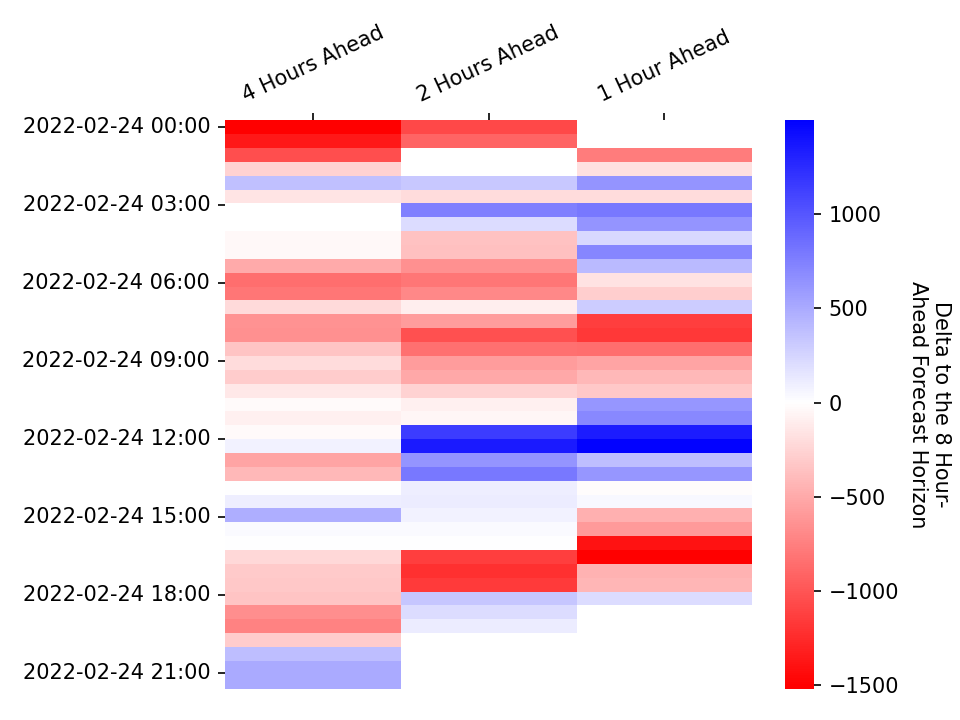 4 Hours Ahead
2 Hours Ahead
1 Hour Ahead
2022-02-24 00:00
2022-02-24 03:00
2022-02-24 06:00
2022-02-24 09:00
2022-02-24 12:00
2022-02-24 15:00
2022-02-24 18:00
2022-02-24 21:00
1000
500
0
−500
−1000
−1500
Delta to the 8 Hour-
Ahead Forecast Horizon